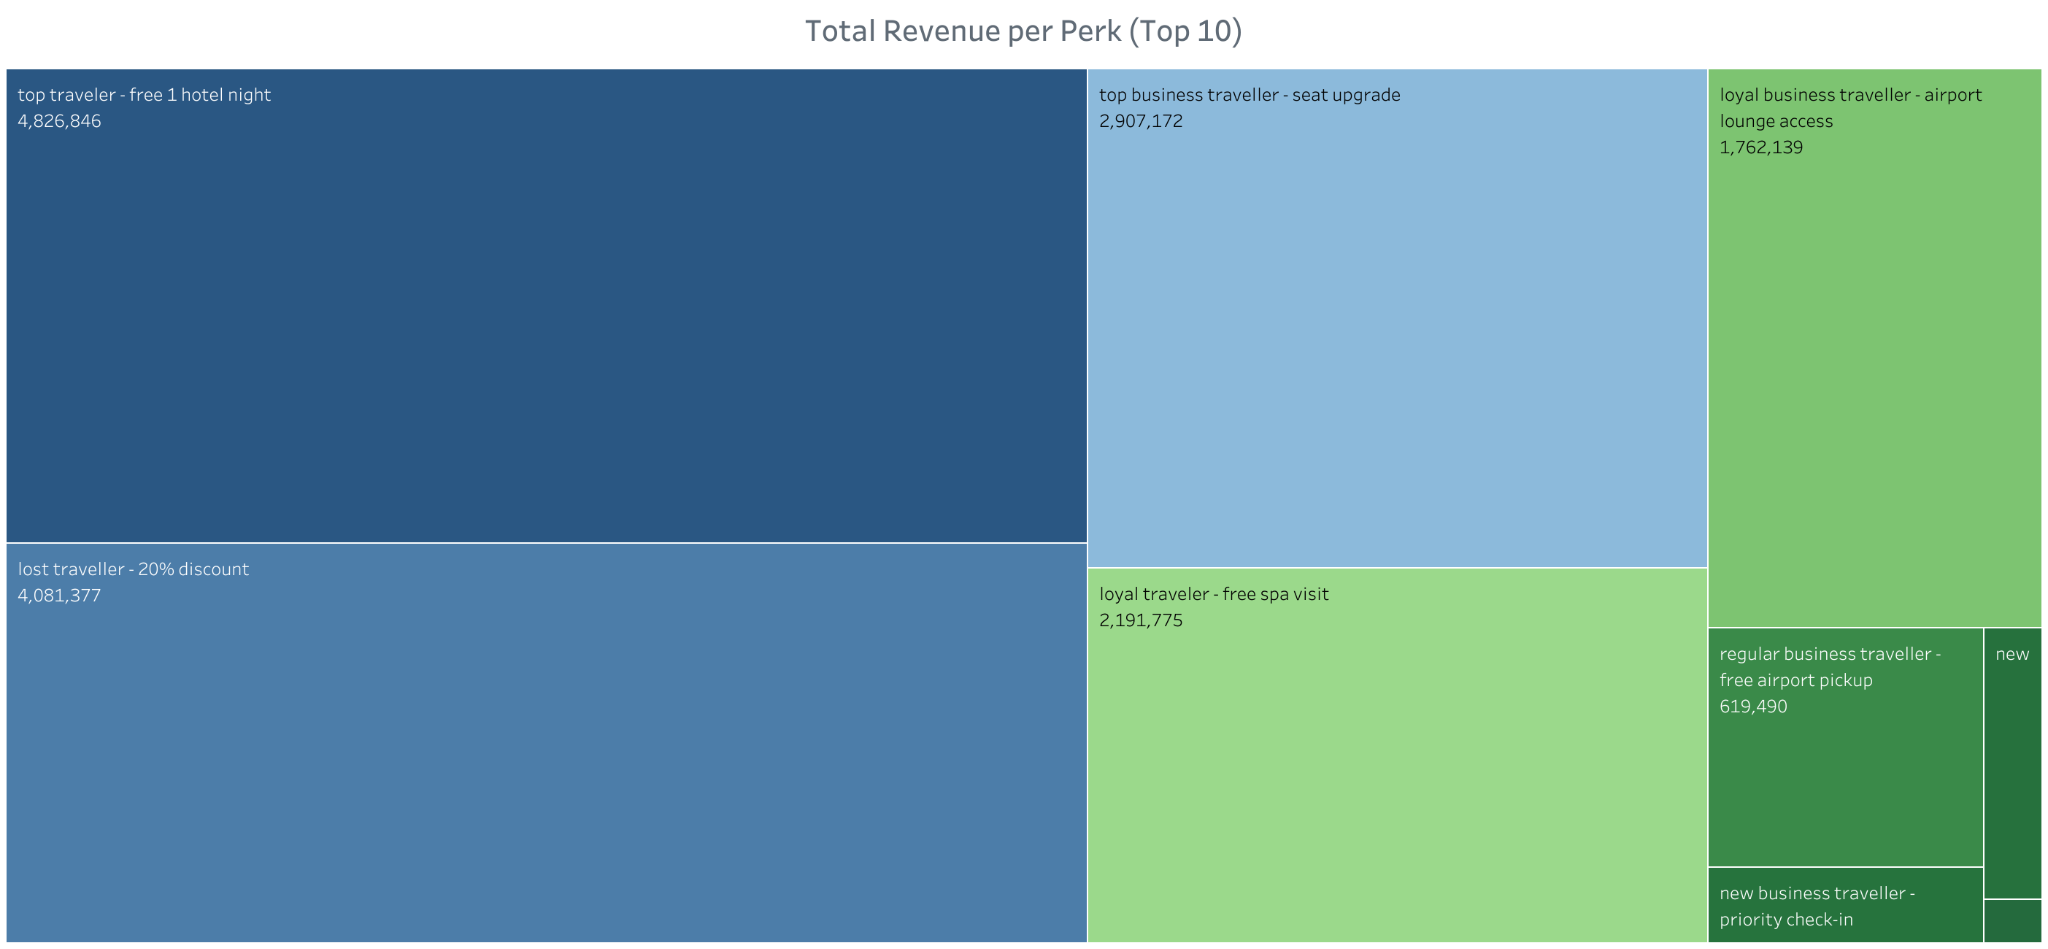 Total Revenue per Perk (Top 10)
top traveler - free 1 hotel night
4,826,846
lost traveller - 20% discount
4,081,377
top business traveller - seat upgrade
2,907,172
loyal traveler - free spa visit
2,191,775
loyal business traveller - airport
lounge access
1,762,139
regular business traveller -
free airport pickup
619,490
new business traveller -
priority check-in
new